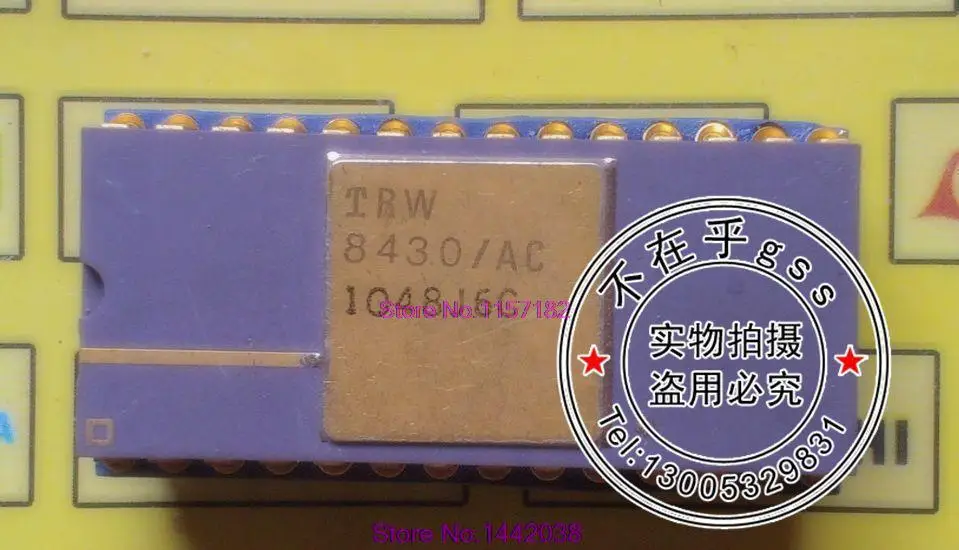 TRW
8430/AC
1Q48J6G
Store No.1157182
不在乎gss
实物拍摄
盗用必究
Tel:13005329831
Store No.1442038